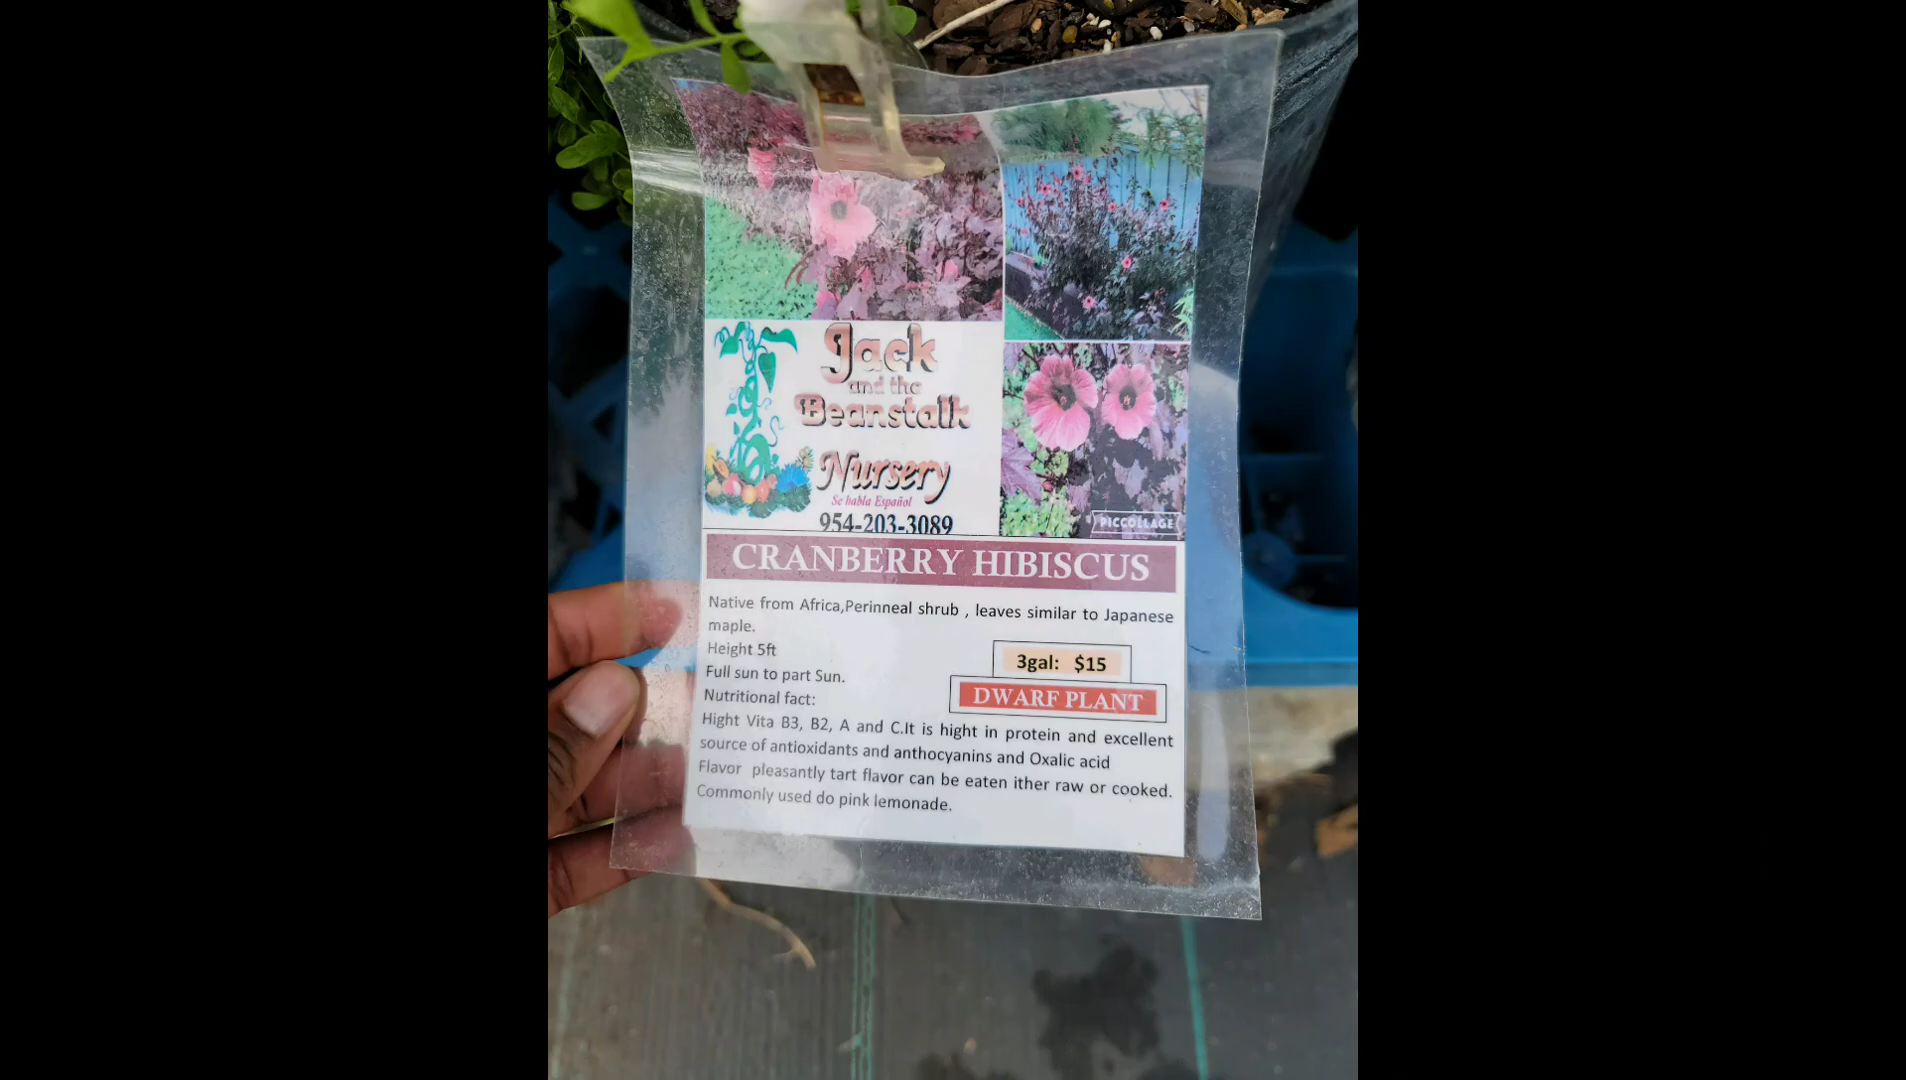 Jack
and the
Beanstalk
Nursery
Se habla Español
954-203-3089
PICCOLLAGE
CRANBERRY HIBISCUS
Native from Africa,Perinneal shrub , leaves similar to Japanese
maple.
Height 5ft
Full sun to part Sun.
3gal: $15
DWARF PLANT
Nutritional fact:
Hight Vita B3, B2, A and C.It is hight in protein and excellent
source of antioxidants and anthocyanins and Oxalic acid
Flavor pleasantly tart flavor can be eaten ither raw or cooked.
Commonly used do pink lemonade.